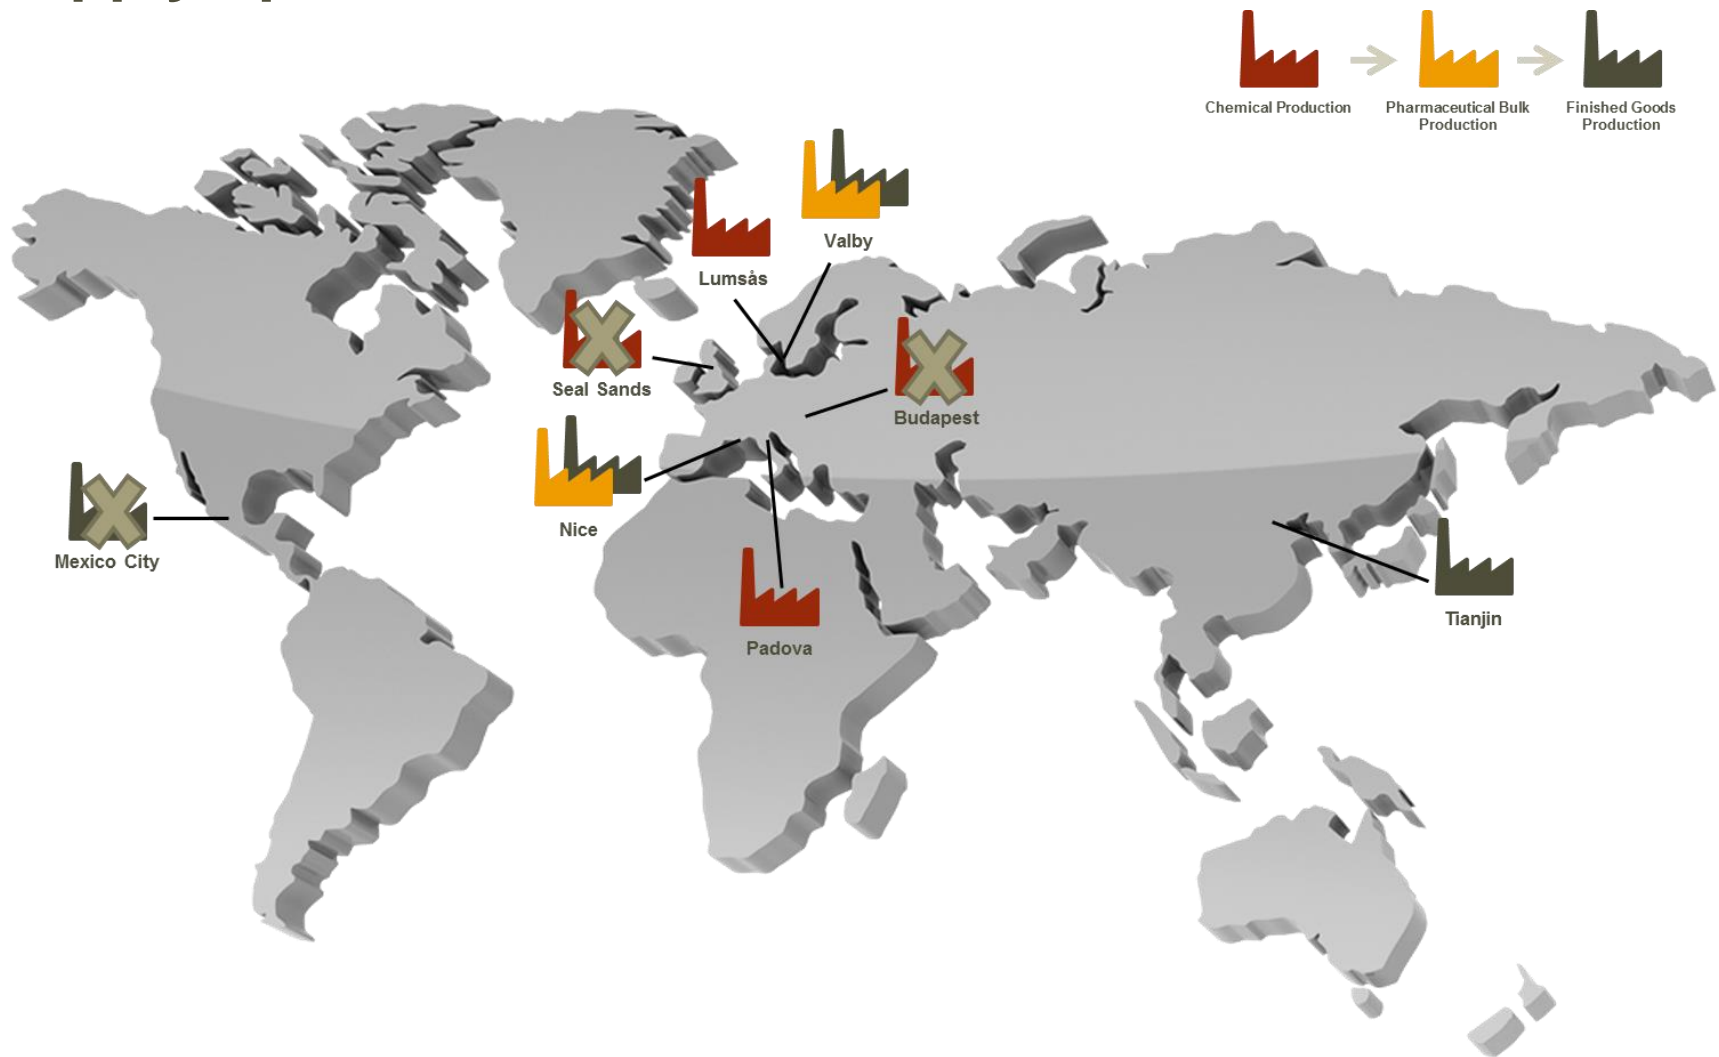 Chemical Production
Pharmaceutical Bulk
Production
Finished Goods
Production
Valby
Lumsås
Seal Sands
Budapest
Nice
Mexico City
Padova
Tianjin